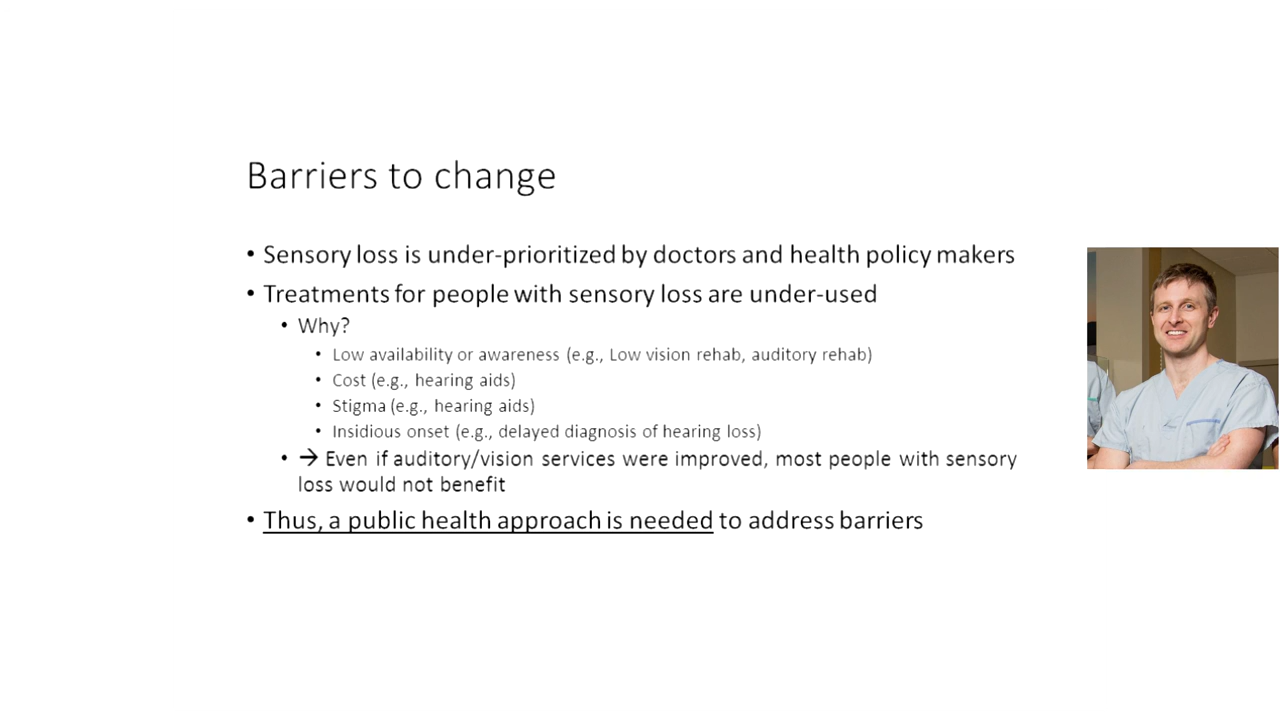 Barriers to change
• Sensory loss is under-prioritized by doctors and health policy makers
• Treatments for people with sensory loss are under-used
• Why?
• Low availability or awareness (e.g., Low vision rehab, auditory rehab)
• Cost (e.g., hearing aids)
• Stigma (e.g., hearing aids)
• Insidious onset (e.g., delayed diagnosis of hearing loss)
• → Even if auditory/vision services were improved, most people with sensory
loss would not benefit
• Thus, a public health approach is needed to address barriers